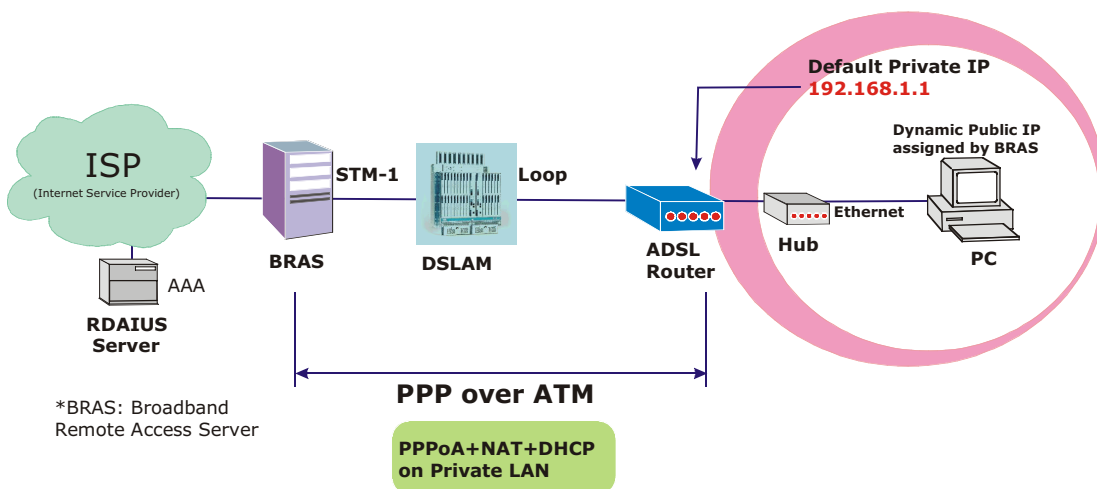 Default Private IP
192.168.1.1
Dynamic Public IP
assigned by BRAS
ISP
(Internet Service Provider)
STM-1
Loop
Ethernet
BRAS
DSLAM
ADSL
Router
Hub
PC
AAA
RDAIUS
Server
PPP over ATM
*BRAS: Broadband
Remote Access Server
PPPoA+NAT+DHCP
on Private LAN